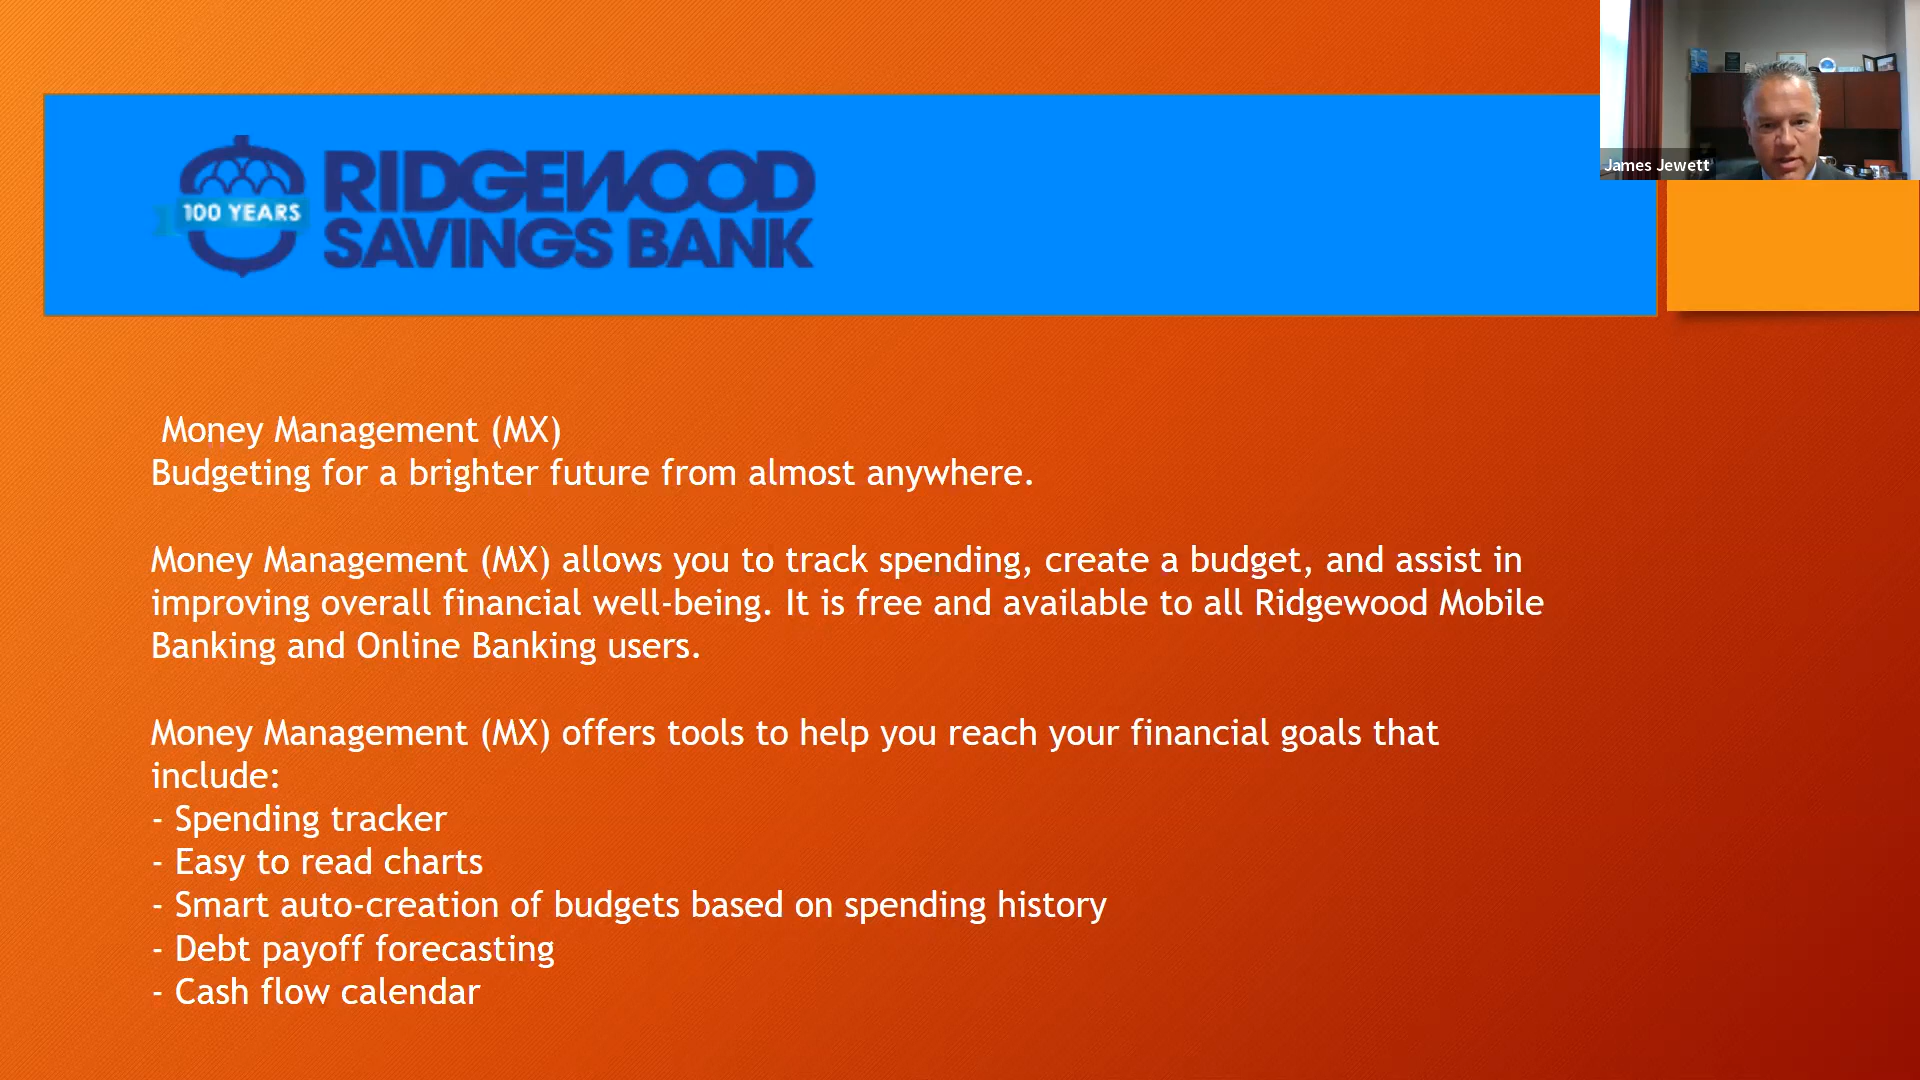 100 YEARS
RIDGEWOOD
SAVINGS BANK
James Jewett
Money Management (MX)
Budgeting for a brighter future from almost anywhere.
Money Management (MX) allows you to track spending, create a budget, and assist in
improving overall financial well-being. It is free and available to all Ridgewood Mobile
Banking and Online Banking users.
Money Management (MX) offers tools to help you reach your financial goals that
include:
- Spending tracker
- Easy to read charts
- Smart auto-creation of budgets based on spending history
- Debt payoff forecasting
- Cash flow calendar